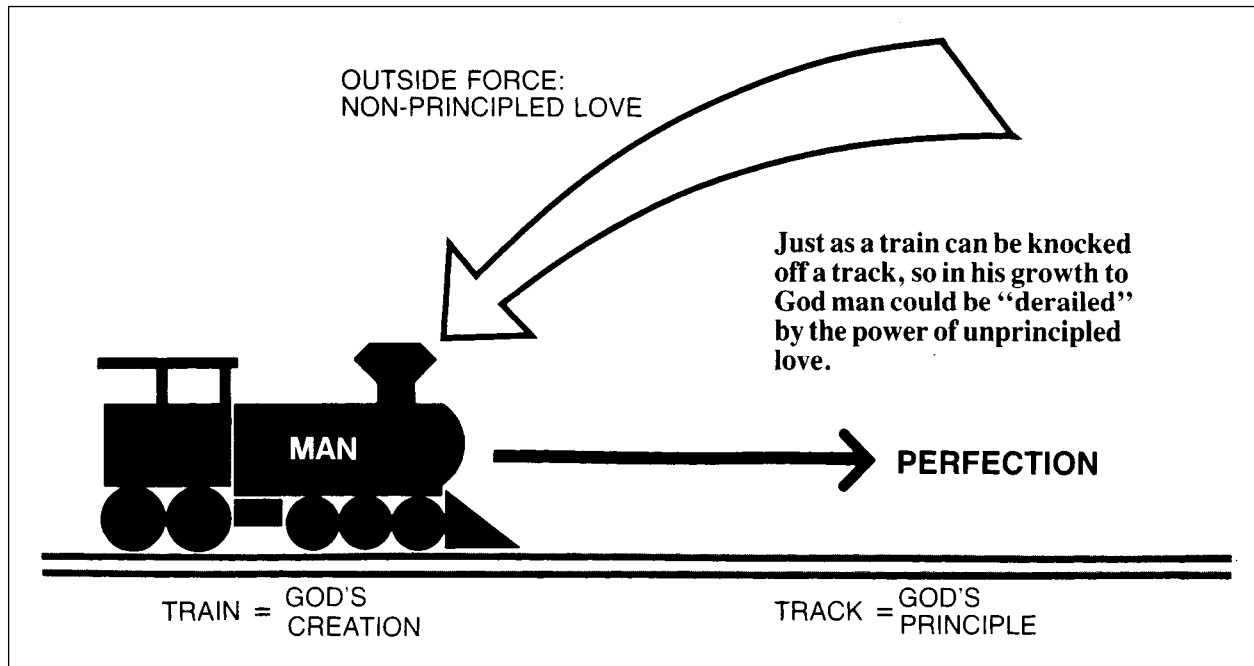 OUTSIDE FORCE:
NON-PRINCIPLED LOVE
Just as a train can be knocked
off a track, so in his growth to
God man could be “derailed”
by the power of unprincipled
love.
MAN
PERFECTION
TRAIN = GOD'S
CREATION
TRACK = GOD'S
PRINCIPLE